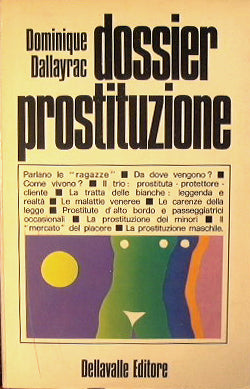 Dominique
Dallayrac
dossier
prostituzione
Parlano le "ragazze" ■ Da dove vengono? ■
Come vivono? ■ Il trio: prostituta - protettore -
cliente ■ La tratta delle bianche: leggenda e
realtà ■ Le malattie veneree ■ Le carenze della
legge ■ Prostitute d'alto bordo e passeggiatrici
occasionali ■ La prostituzione dei minori ■ Il
"mercato" del piacere ■ La prostituzione maschile.
Dellavalle Editore